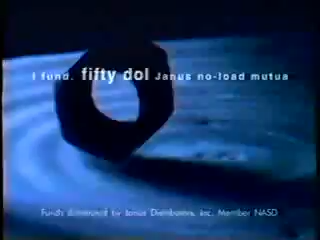 l fund. fifty dol Janus no-load mutua
Funds distributed by Janus Distributors, Inc. Member NASD